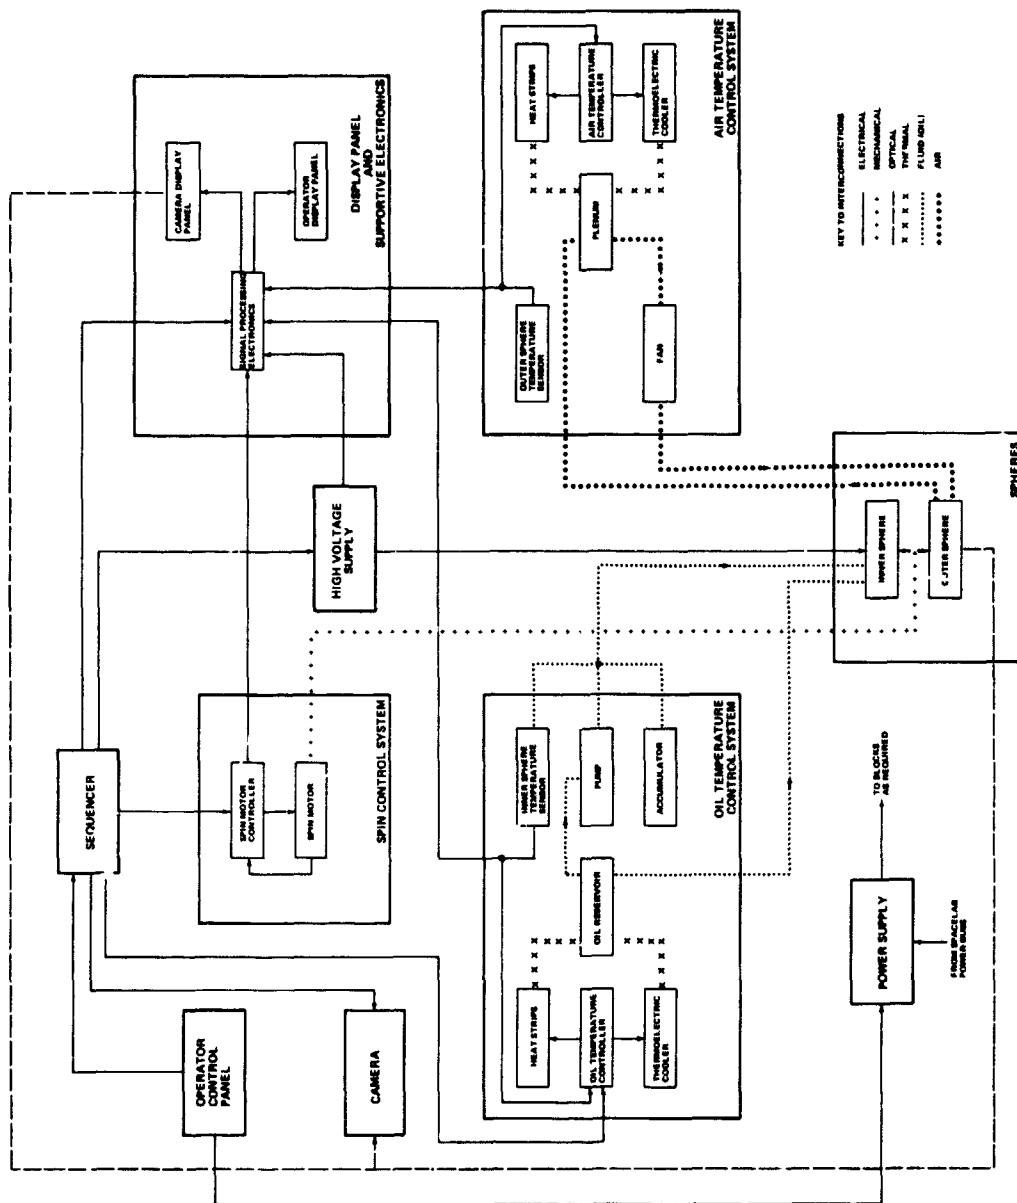 OPERATOR
CONTROL
PANEL
CAMERA
SEQUENCER
SPIN MOTOR
CONTROLLER
SPIN MOTOR
SPIN CONTROL SYSTEM
HIGH VOLTAGE
SUPPLY
CAMERA DISPLAY
PANEL
SIGNAL PROCESSING
ELECTRONICS
OPERATOR
DISPLAY PANEL
DISPLAY PANEL
AND
SUPPORTIVE ELECTRONICS
HEAT STRIPS
OIL TEMPERATURE
CONTROLLER
THERMOELECTRIC
COOLER
OIL RESERVOIR
INNER SPHERE
TEMPERATURE
SENSOR
PUMP
ACCUMULATOR
OIL TEMPERATURE
CONTROL SYSTEM
OUTER SPHERE
TEMPERATURE
SENSOR
FAN
PLENUM
HEAT STRIPS
AIR TEMPERATURE
CONTROLLER
THERMOELECTRIC
COOLER
AIR TEMPERATURE
CONTROL SYSTEM
POWER SUPPLY
FROM SPACELAB
POWER BUSS
TO BLOCKS
AS REQUIRED
INNER SPHERE
OUTER SPHERE
SPHERES
KEY TO INTERCONNECTIONS
ELECTRICAL
MECHANICAL
OPTICAL
THERMAL
FLUID (OIL)
AIR